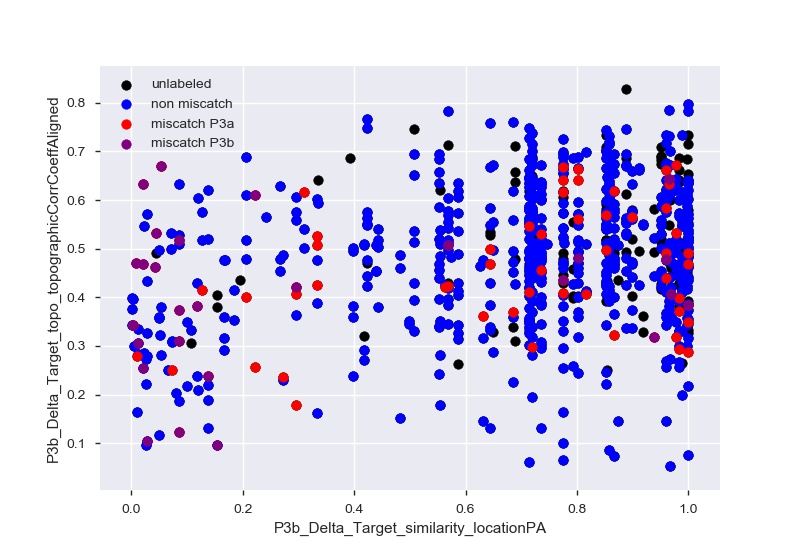 unlabeled
non miscatch
miscatch P3a
miscatch P3b
0.8
0.7
0.6
0.5
0.4
0.3
0.2
0.1
P3b_Delta_Target_topo_topographicCorrCoeffAligned
0.0 0.2 0.4 0.6 0.8 1.0
P3b_Delta_Target_similarity_locationPA